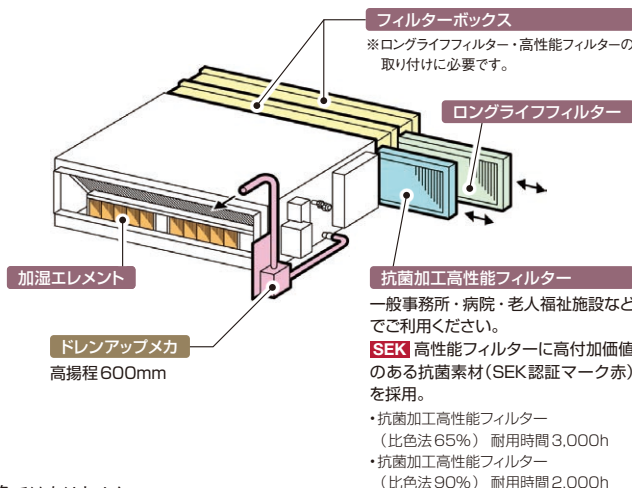 フィルターボックス
※ロングライフフィルター・高性能フィルターの
取り付けに必要です。
ロングライフフィルター
加湿エレメント
ドレンアップメカ
高揚程600mm
抗菌加工高性能フィルター
一般事務所・病院・老人福祉施設など
でご利用ください。
SEK 高性能フィルターに高付加価値
のある抗菌素材(SEK認証マーク赤)
を採用。
・抗菌加工高性能フィルター
(比色法65%) 耐用時間3,000h
・抗菌加工高性能フィルター
(比色法90%) 耐用時間2,000h